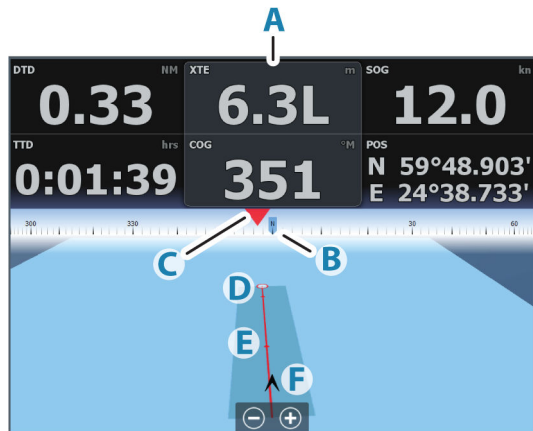 A
DTD NM XTE m SOG kn
0.33 6.3L 12.0
TTD hrs COG °M POS
0:01:39 351 N 59°48.903'
E 24°38.733'
300 330 N 30 60
C B
D
E
F